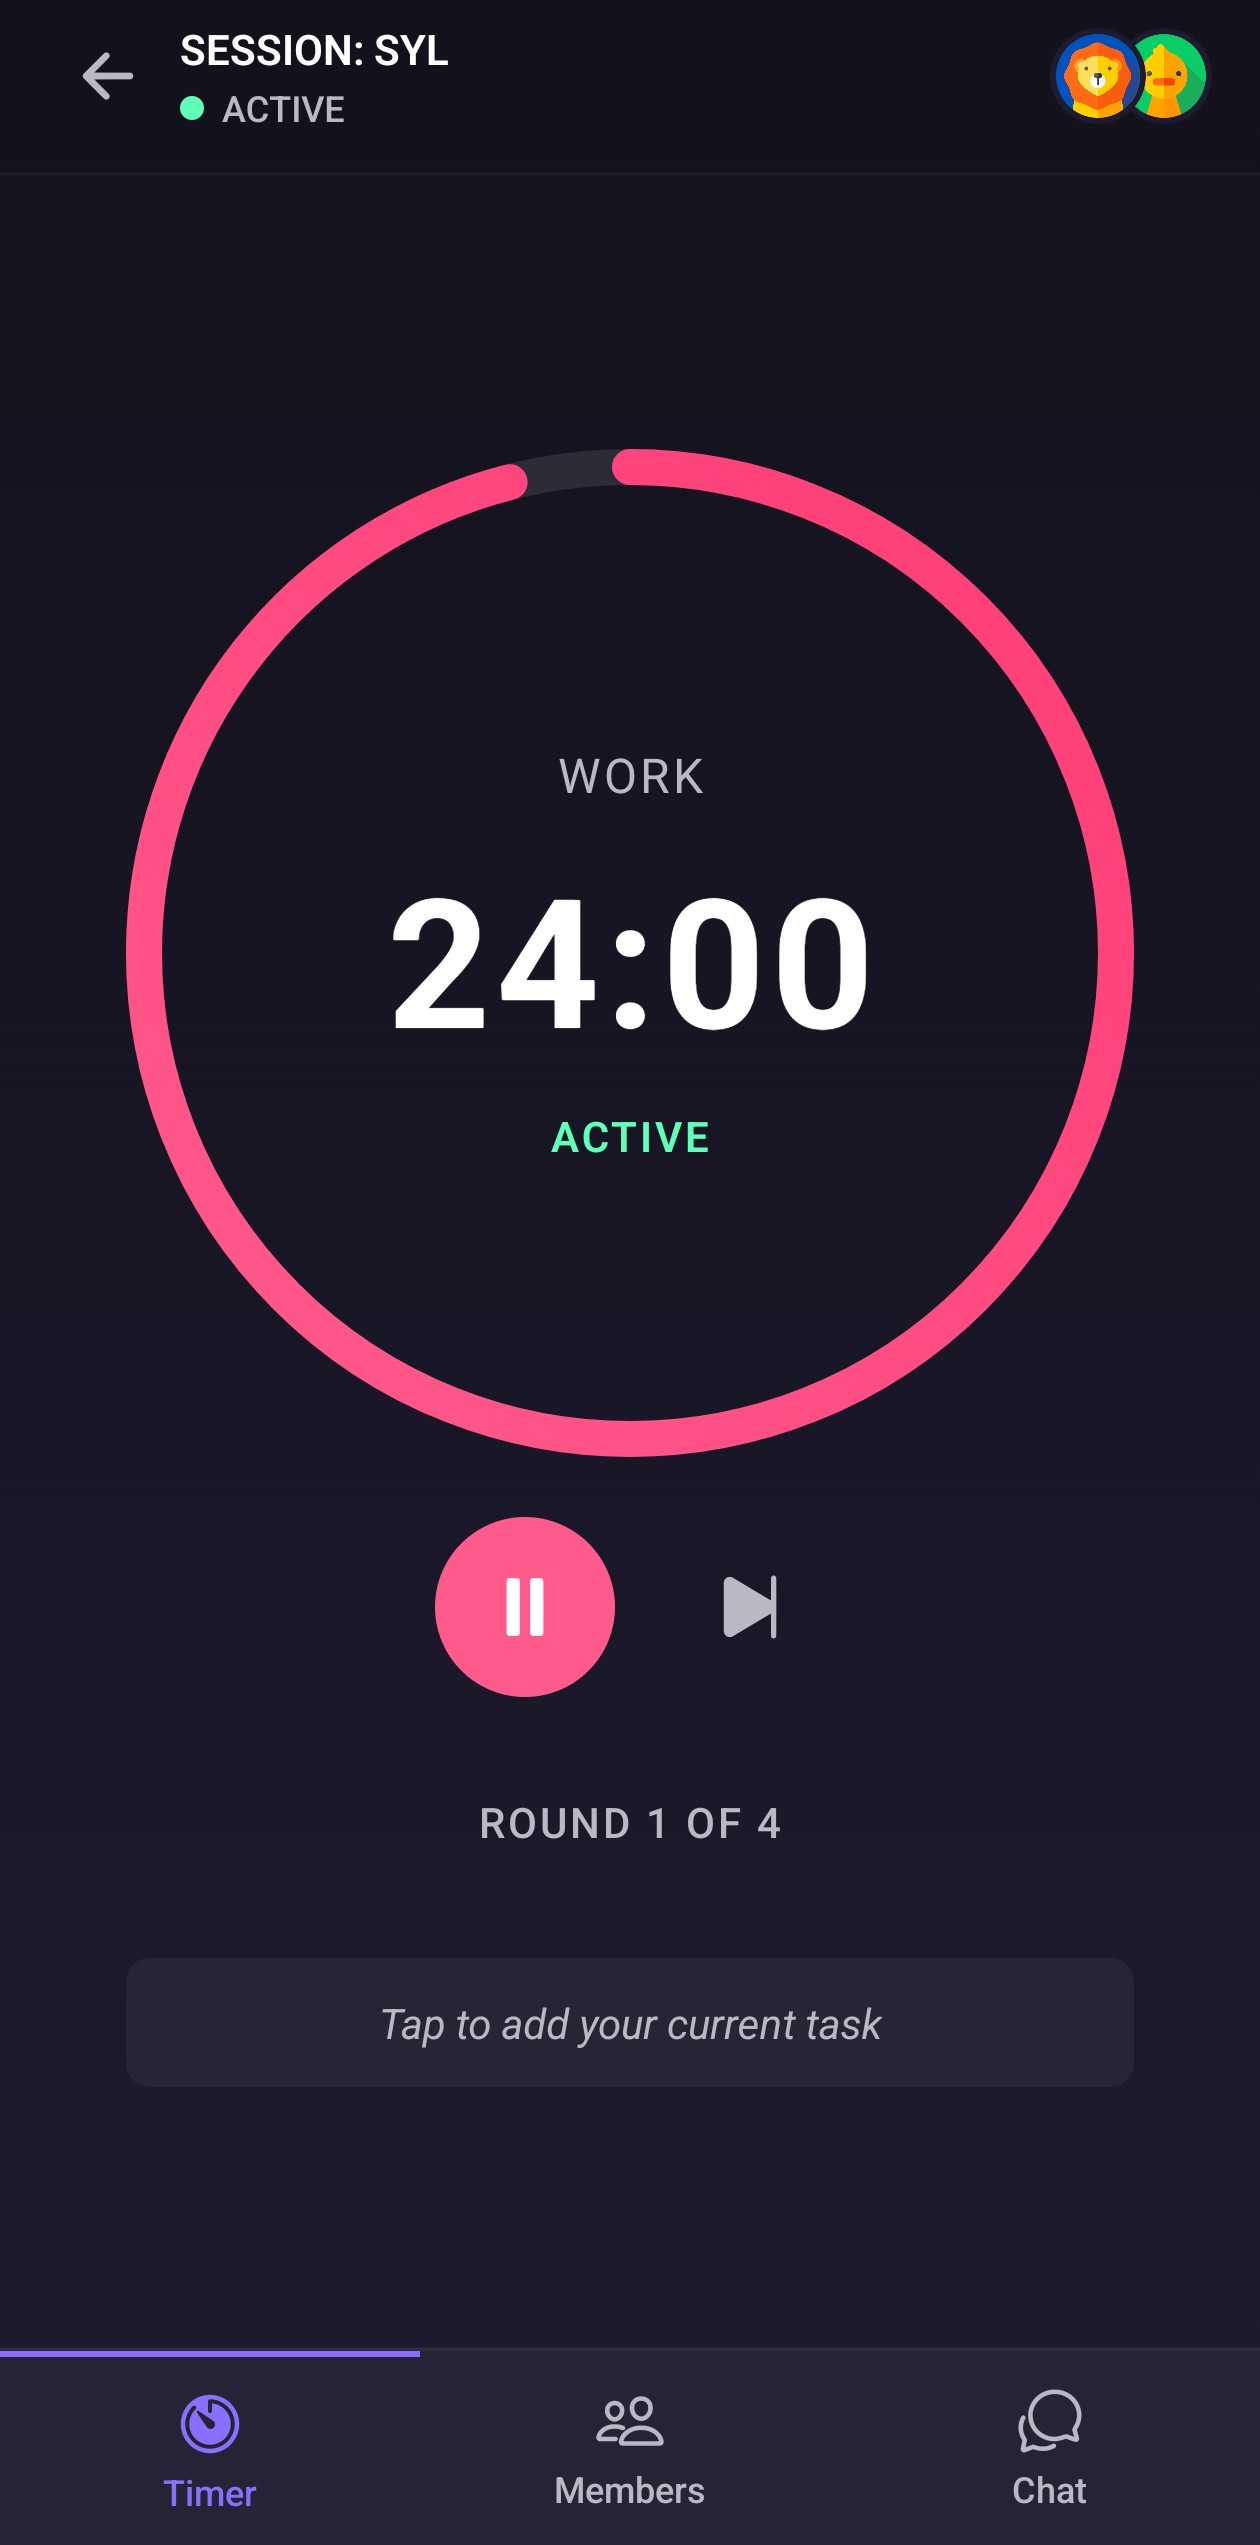 SESSION: SYL
ACTIVE
WORK
24:00
ACTIVE
ROUND 1 OF 4
Tap to add your current task
Timer
Members
Chat